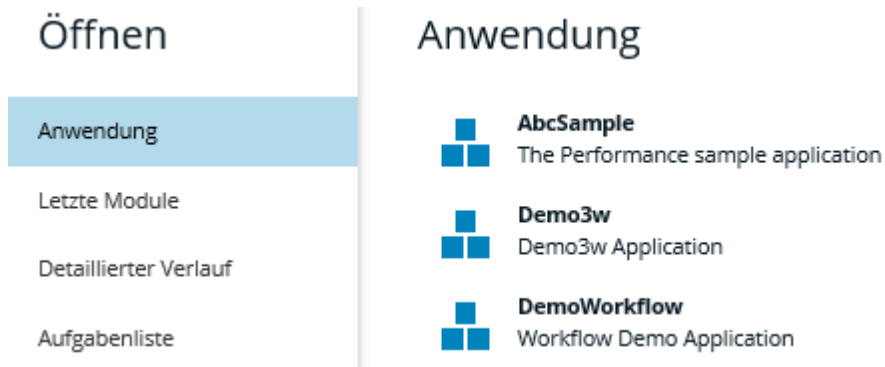 Öffnen
Anwendung
Letzte Module
Detaillierter Verlauf
Aufgabenliste
Anwendung
AbcSample
The Performance sample application
Demo3w
Demo3w Application
DemoWorkflow
Workflow Demo Application